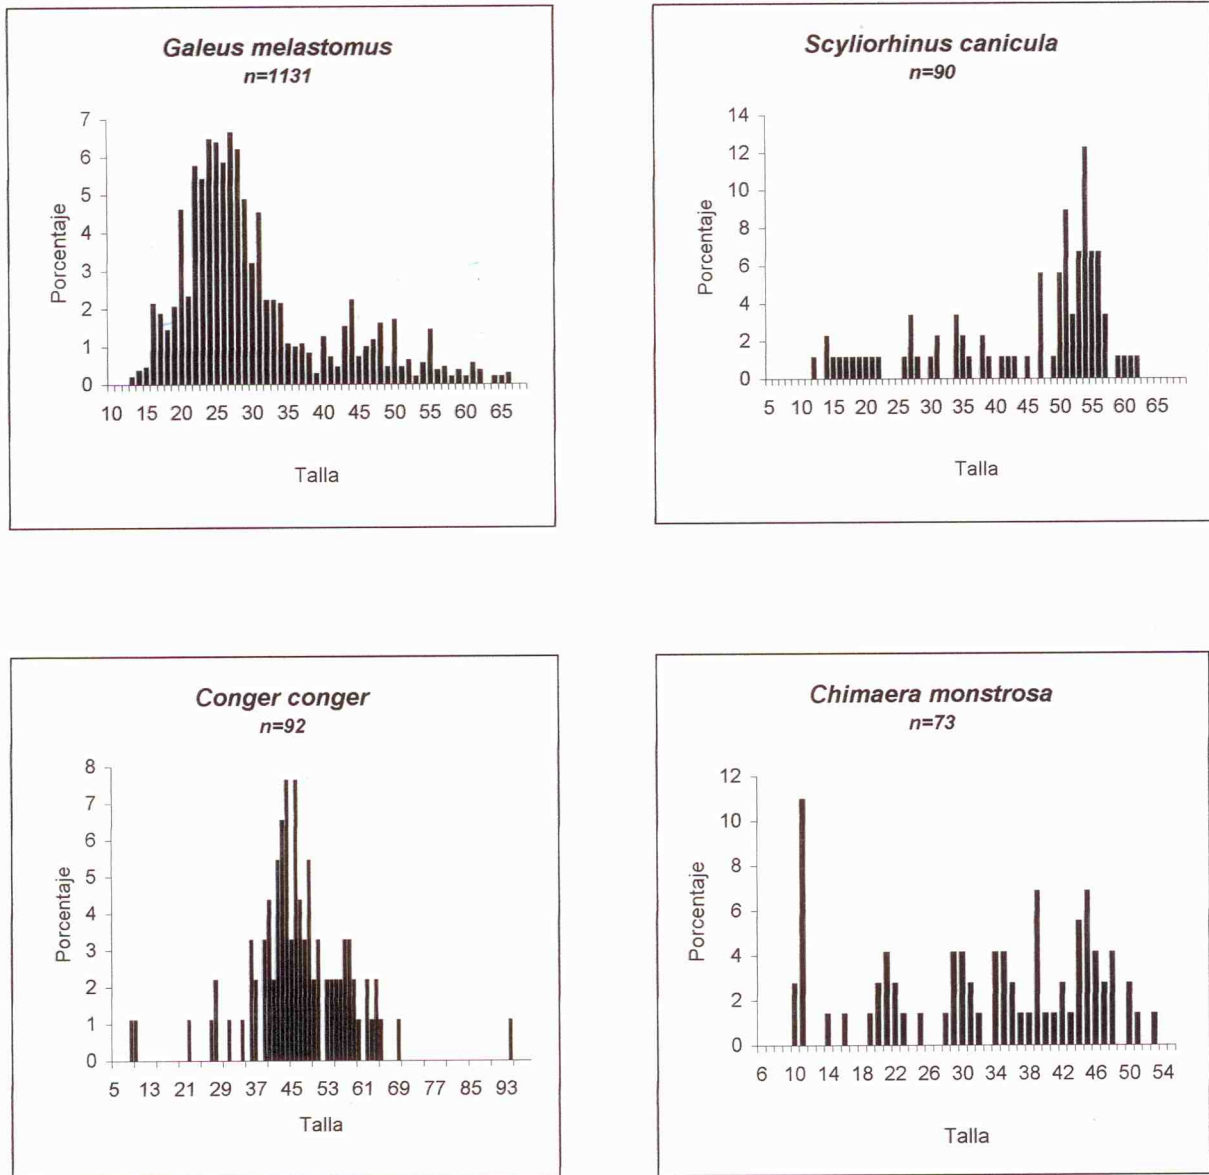 Galeus melastomus
n=1131
7
6
5
4
3
2
1
0
Porcentaje
10 15 20 25 30 35 40 45 50 55 60 65
Talla
Scyliorhinus canicula
n=90
14
12
10
8
6
4
2
0
Porcentaje
5 10 15 20 25 30 35 40 45 50 55 60 65
Talla
Conger conger
n=92
8
7
6
5
4
3
2
1
0
Porcentaje
5 13 21 29 37 45 53 61 69 77 85 93
Talla
Chimaera monstrosa
n=73
12
10
8
6
4
2
0
Porcentaje
6 10 14 18 22 26 30 34 38 42 46 50 54
Talla